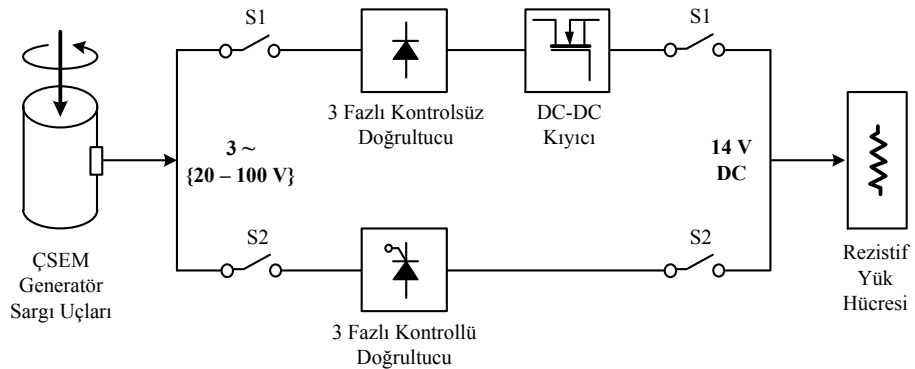 S1
S1
3 Fazlı Kontrolsüz
Doğrultucu
DC-DC
Kıyıcı
3 ~
{20 – 100 V}
14 V
DC
S2
S2
ÇSEM
Generatör
Sargı Uçları
Rezistif
Yük
Hücresi
3 Fazlı Kontrollü
Doğrultucu